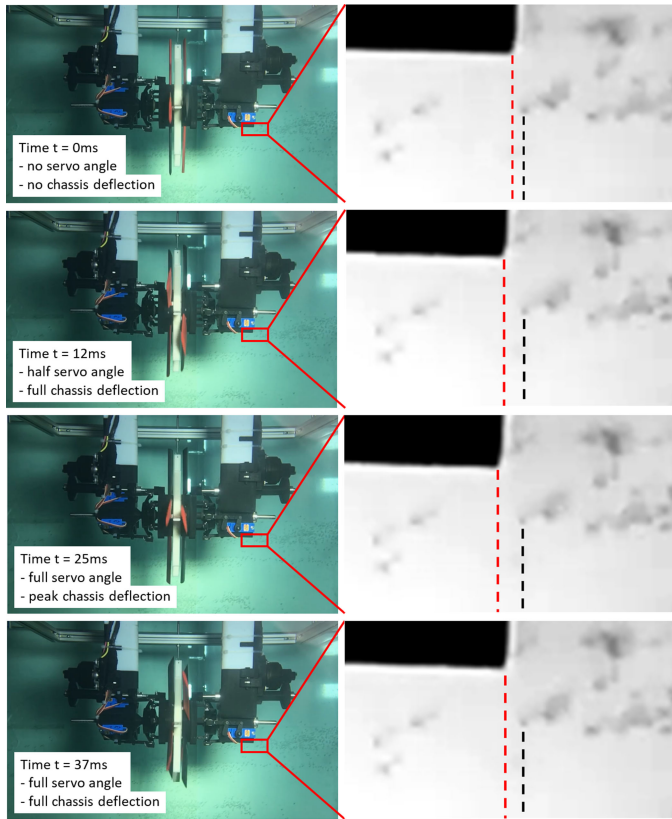 Time t = 0ms
- no servo angle
- no chassis deflection
Time t = 12ms
- half servo angle
- full chassis deflection
Time t = 25ms
- full servo angle
- peak chassis deflection
Time t = 37ms
- full servo angle
- full chassis deflection